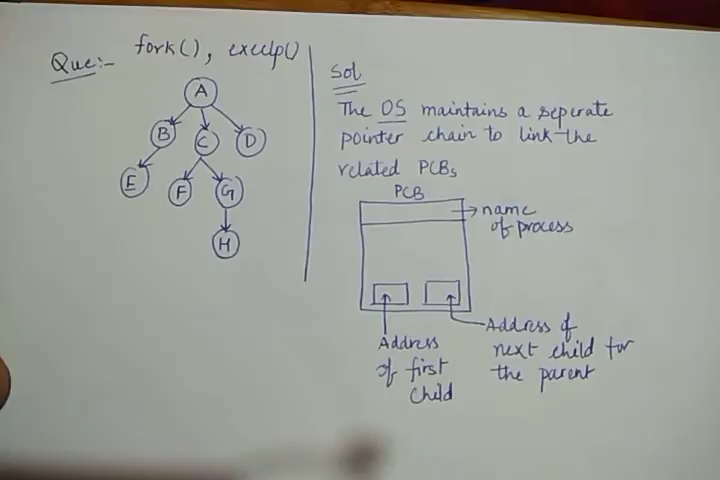 Que:- fork(), execlp()
A
B C D
E F G
H
Sol
The OS maintains a seperate
pointer chain to link the
related PCBs
PCB
name
of process
Address
of first
child
Address of
next child for
the parent